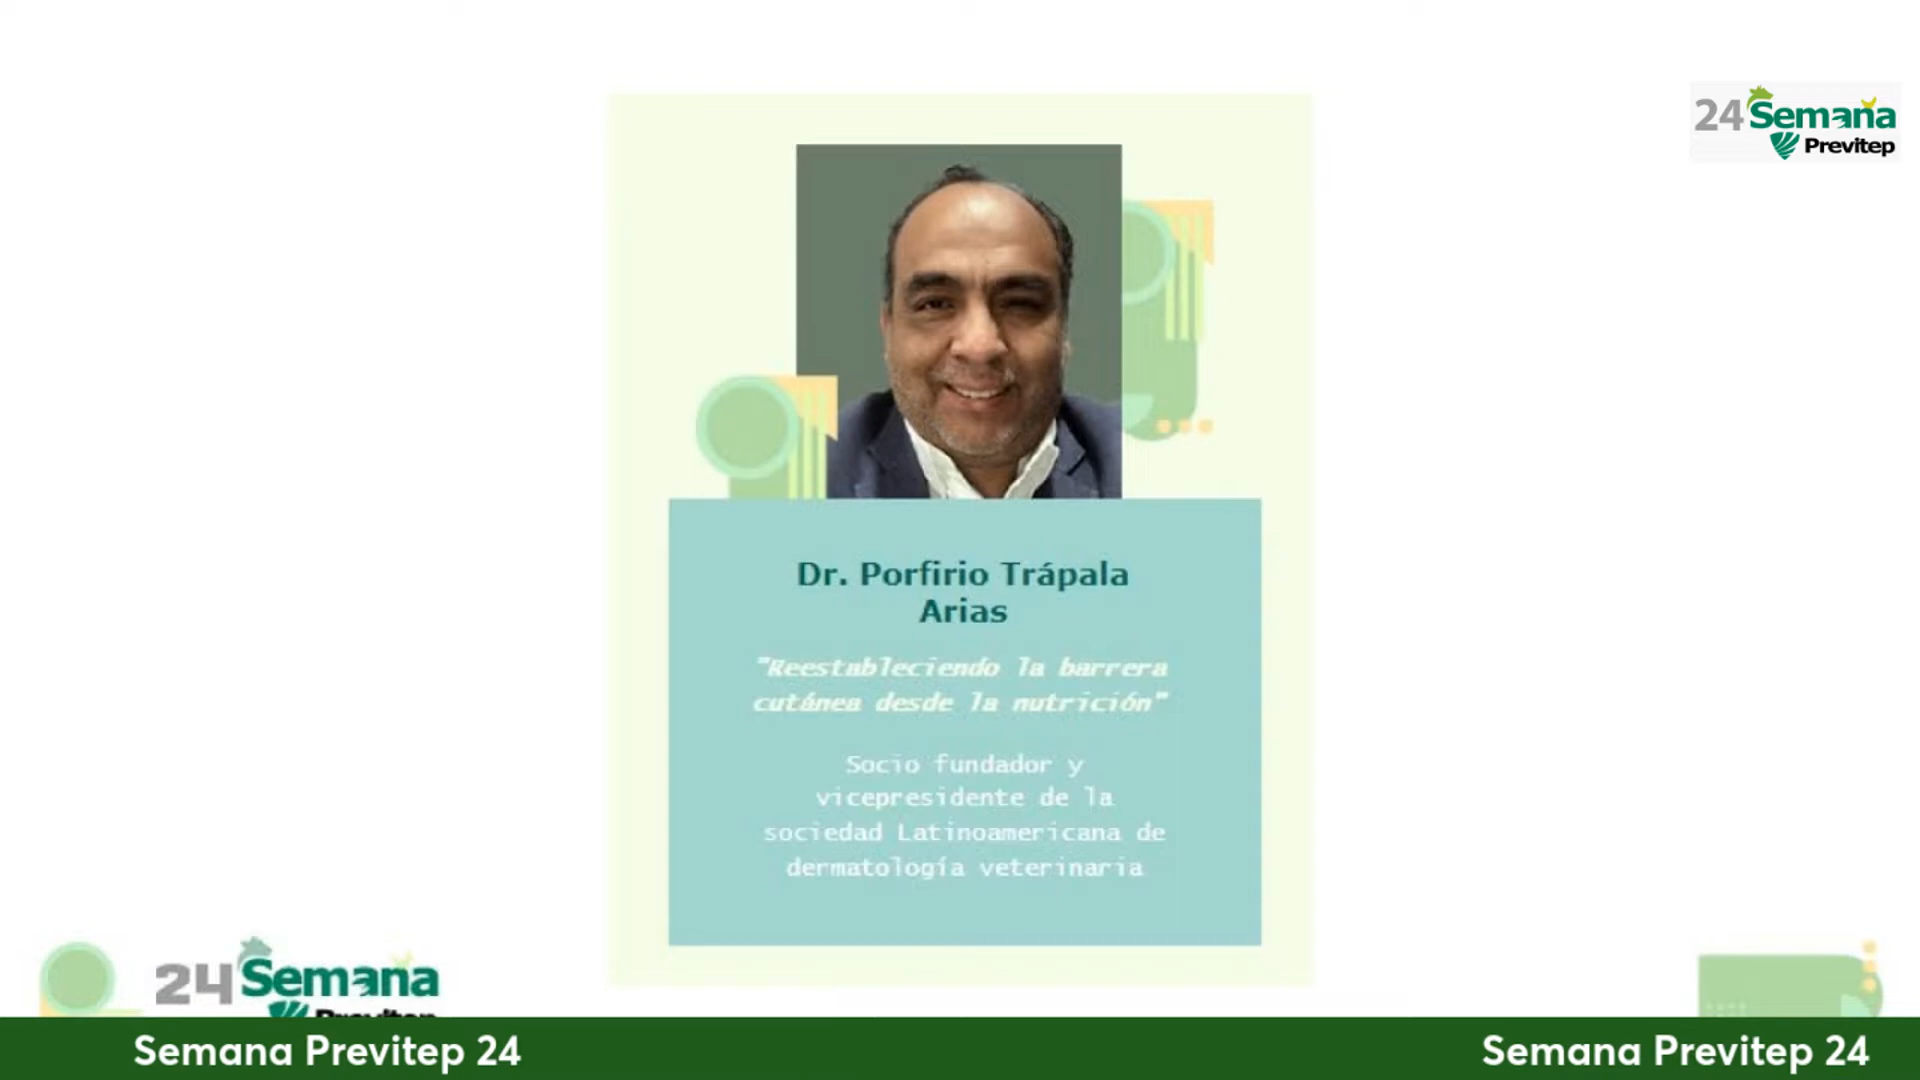 24 Semana
Previtep
Dr. Porfirio Trápala
Arias
"Reestableciendo la barrera
cutánea desde la nutrición"
Socio fundador y
vicepresidente de la
sociedad Latinoamericana de
dermatología veterinaria
24 Semana
Previtep
Semana Previtep 24
Semana Previtep 24